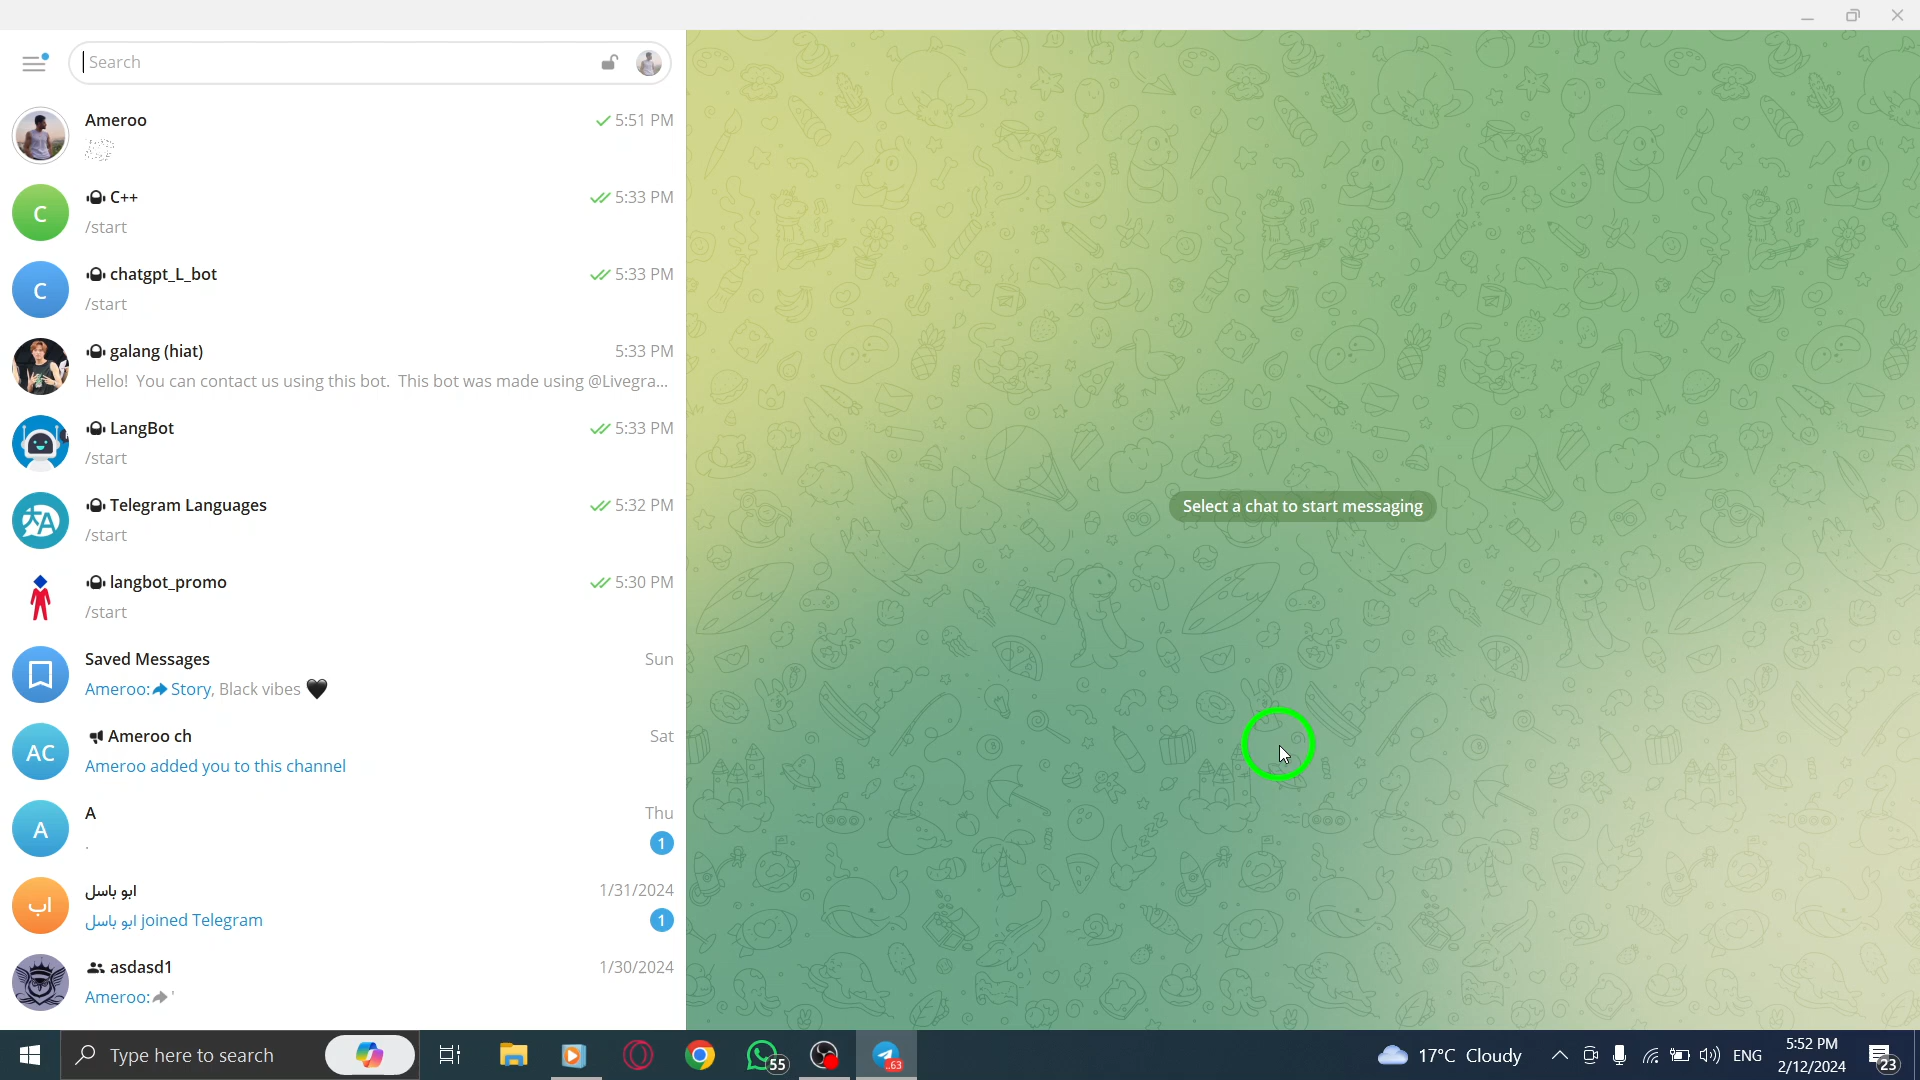 Search
Ameroo
5:51 PM
C
C++
5:33 PM
/start
C
chatgpt_L_bot
5:33 PM
/start
galang (hiat)
5:33 PM
Hello! You can contact us using this bot. This bot was made using @Livegra...
LangBot
5:33 PM
/start
Telegram Languages
5:32 PM
/start
langbot_promo
5:30 PM
/start
Saved Messages
Sun
Ameroo: Story, Black vibes 🖤
AC
Ameroo ch
Sat
Ameroo added you to this channel
A
A
Thu
.
1
اب
ابو باسل
1/31/2024
ابو باسل joined Telegram
1
asdasd1
1/30/2024
Ameroo: '
Select a chat to start messaging
Type here to search
55
..63
17°C Cloudy
ENG
5:52 PM
2/12/2024
23